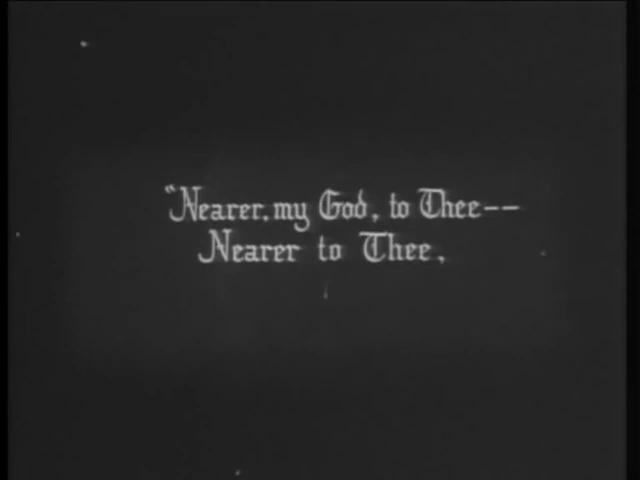 "Nearer, my God, to Thee--
Nearer to Thee,